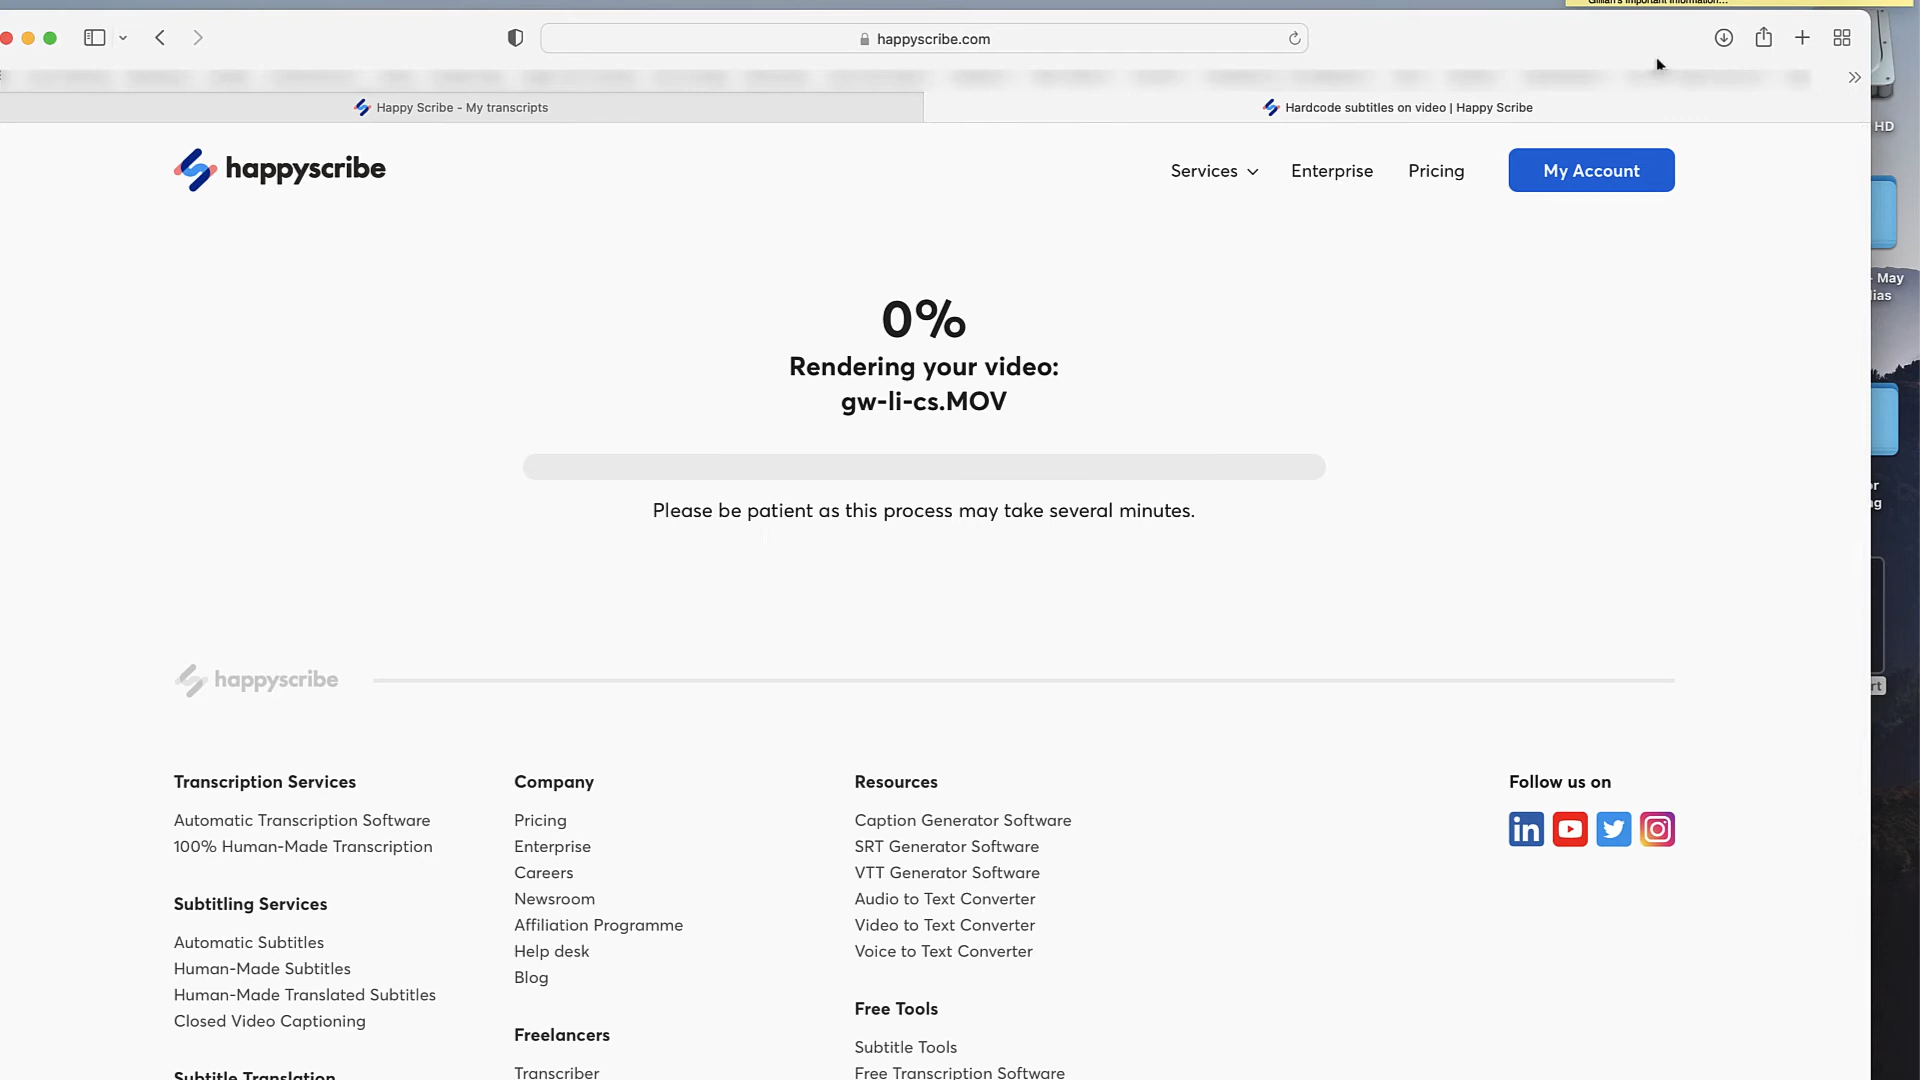 Gillian's Important Information...
happyscribe.com
Happy Scribe - My transcripts
Hardcode subtitles on video | Happy Scribe
HD
happyscribe
Services
Enterprise
Pricing
My Account
- May
0%
Rendering your video:
gw-li-cs.MOV
Please be patient as this process may take several minutes.
happyscribe
Transcription Services
Automatic Transcription Software
100% Human-Made Transcription
Subtitling Services
Automatic Subtitles
Human-Made Subtitles
Human-Made Translated Subtitles
Closed Video Captioning
Subtitle Translation
Company
Pricing
Enterprise
Careers
Newsroom
Affiliation Programme
Help desk
Blog
Freelancers
Transcriber
Resources
Caption Generator Software
SRT Generator Software
VTT Generator Software
Audio to Text Converter
Video to Text Converter
Voice to Text Converter
Free Tools
Subtitle Tools
Free Transcription Software
Follow us on